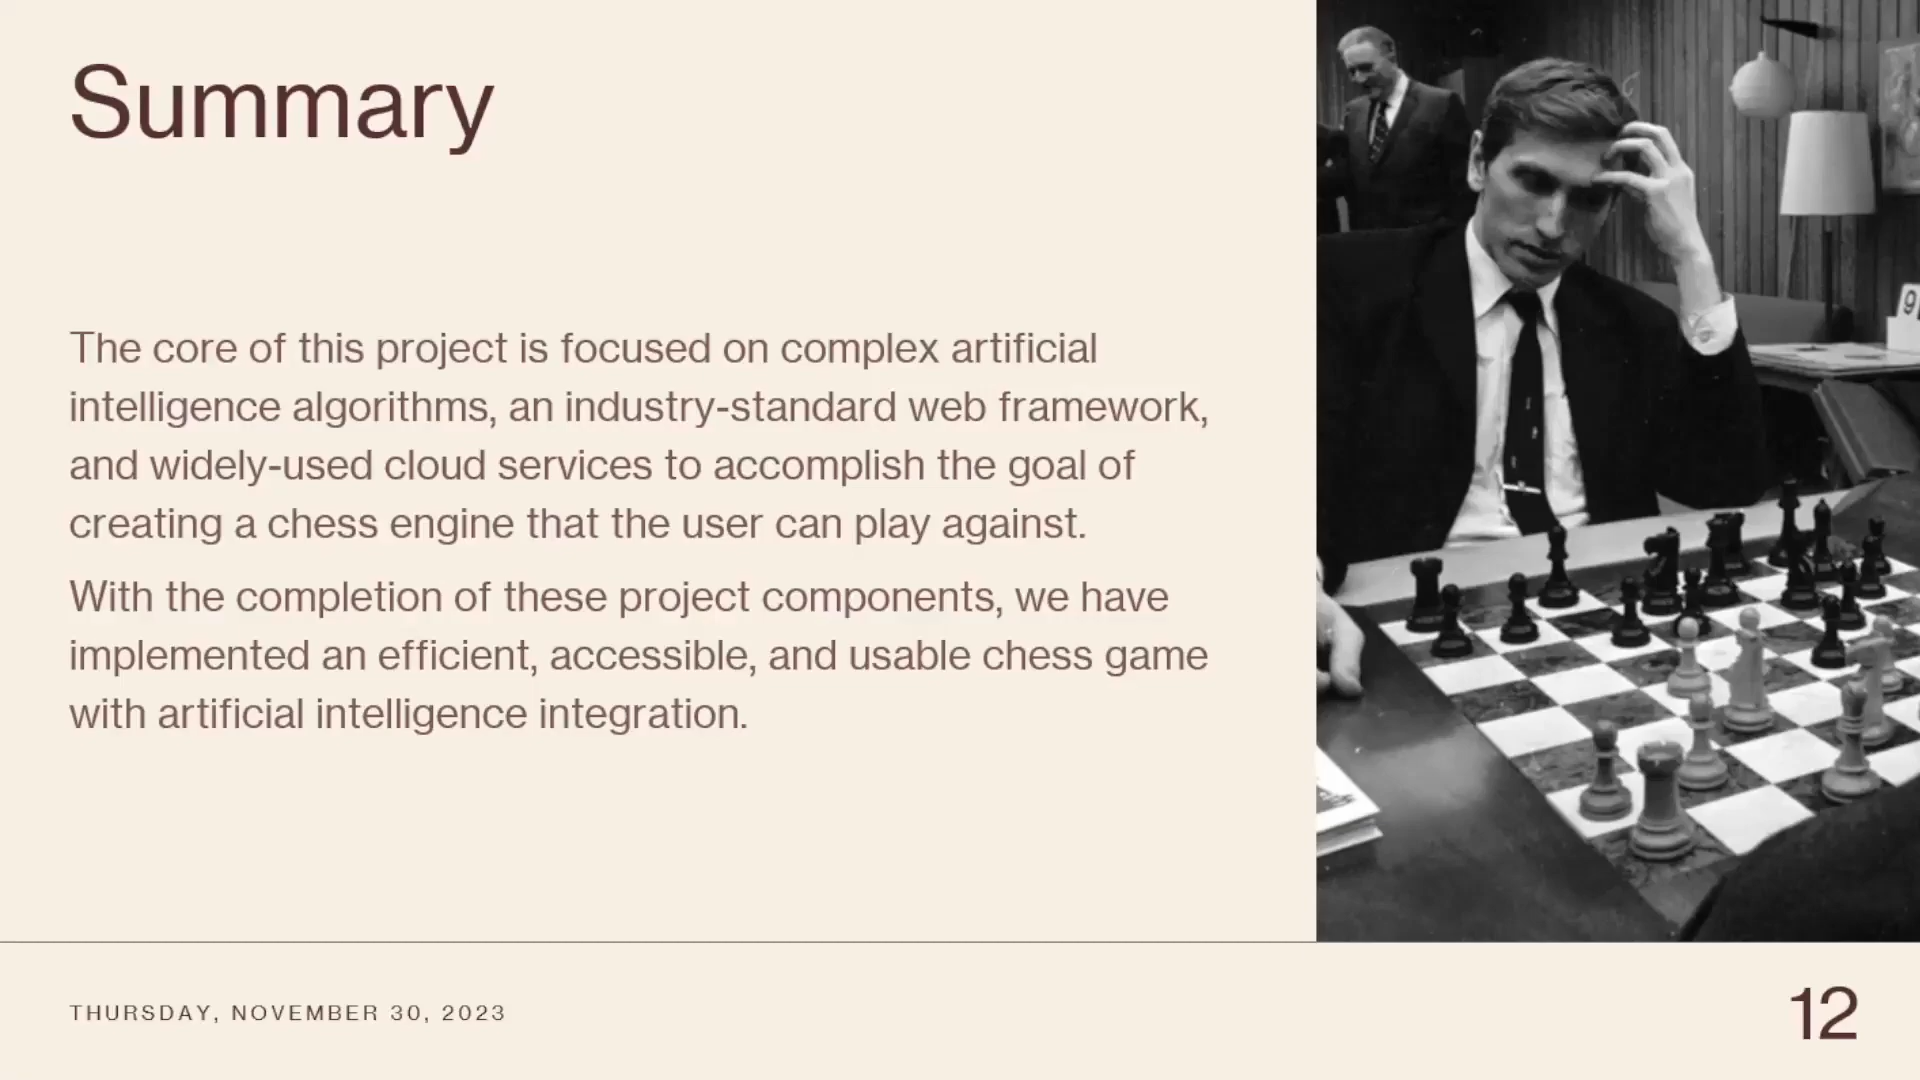 Summary
The core of this project is focused on complex artificial
intelligence algorithms, an industry-standard web framework,
and widely-used cloud services to accomplish the goal of
creating a chess engine that the user can play against.
With the completion of these project components, we have
implemented an efficient, accessible, and usable chess game
with artificial intelligence integration.
9
THURSDAY, NOVEMBER 30, 2023
12